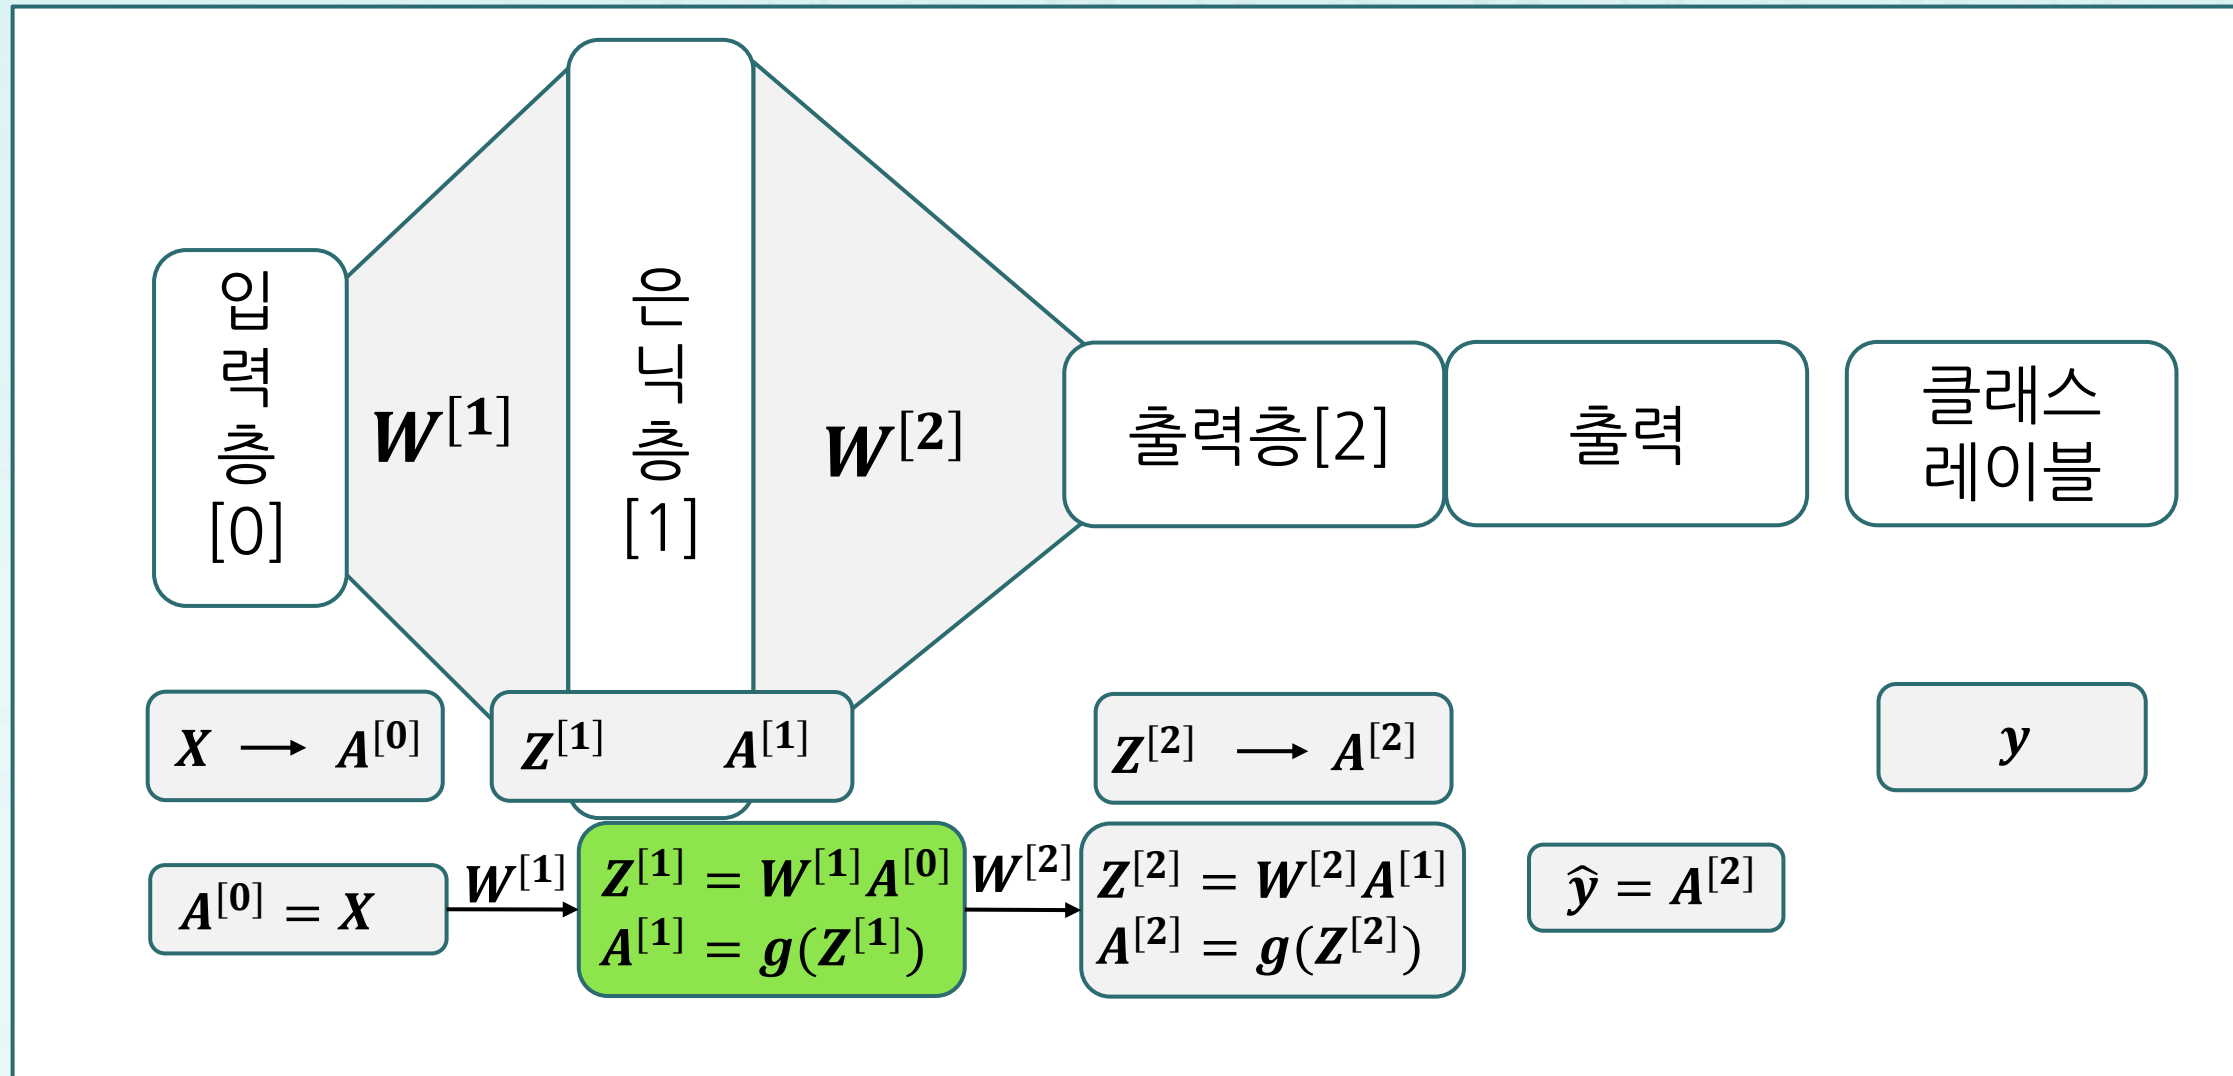 입
력
층
[0]
W^[1]
은
닉
층
[1]
W^[2]
출력층[2]
출력
클래스
레이블
X → A^[0]
Z^[1] A^[1]
Z^[2] → A^[2]
y
A^[0] = X
W^[1]
Z^[1] = W^[1]A^[0]
A^[1] = g(Z^[1])
W^[2]
Z^[2] = W^[2]A^[1]
A^[2] = g(Z^[2])
ŷ = A^[2]